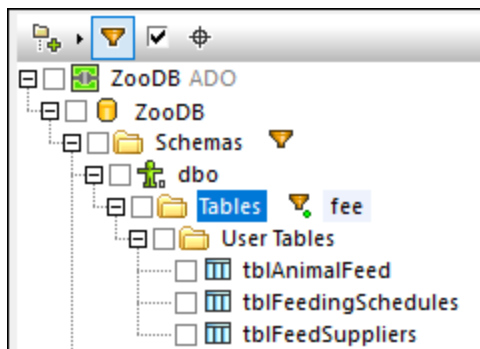 ZooDB ADO
ZooDB
Schemas
dbo
Tables fee
User Tables
tblAnimalFeed
tblFeedingSchedules
tblFeedSuppliers